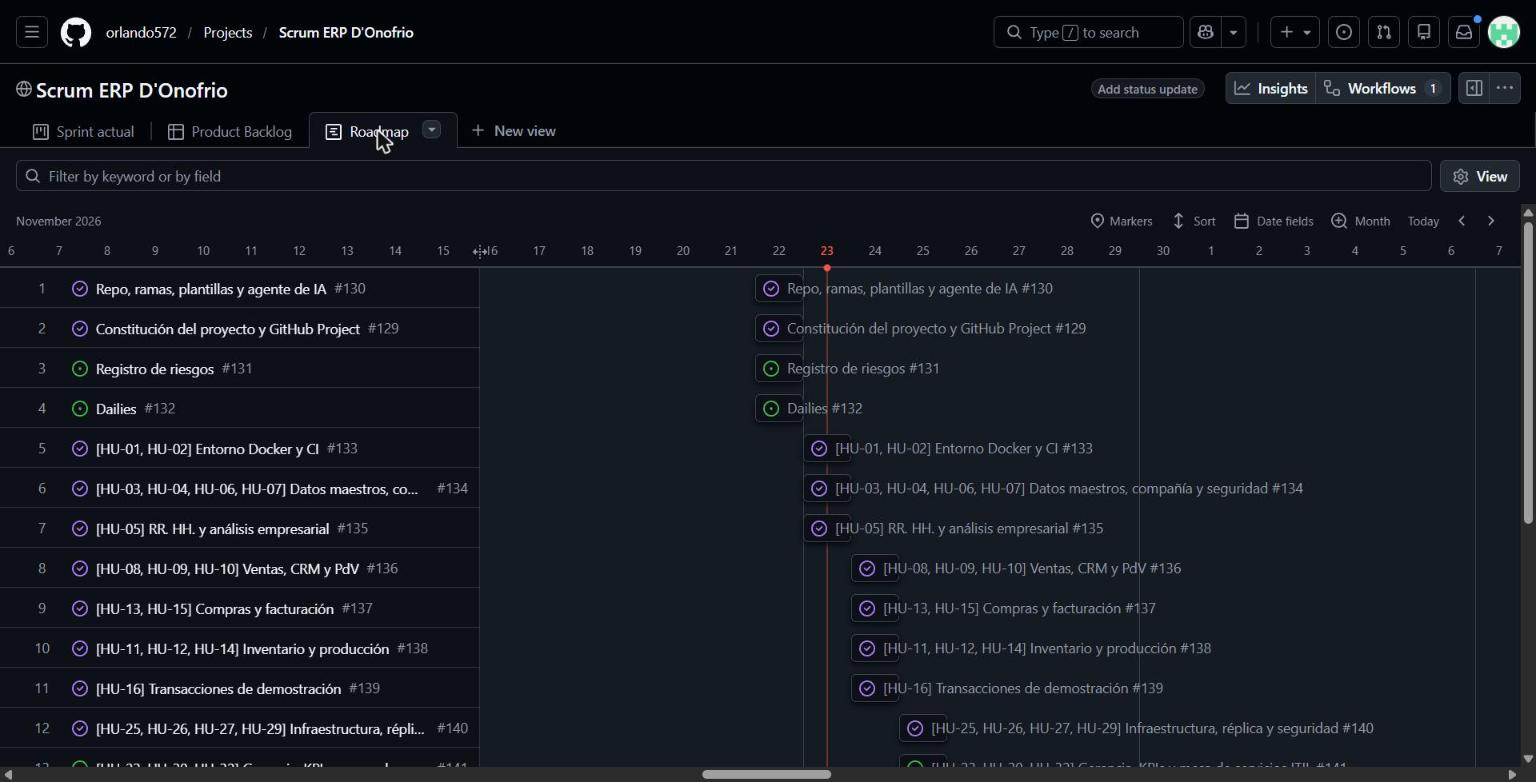 orlando572 / Projects / Scrum ERP D'Onofrio
Type / to search
Scrum ERP D'Onofrio
Add status update
Insights
Workflows 1
Sprint actual
Product Backlog
Roadmap
New view
Filter by keyword or by field
View
November 2026
Markers
Sort
Date fields
Month
Today
6 7 8 9 10 11 12 13 14 15 16 17 18 19 20 21 22 23 24 25 26 27 28 29 30 1 2 3 4 5 6 7
1 Repo, ramas, plantillas y agente de IA #130 Repo, ramas, plantillas y agente de IA #130
2 Constitución del proyecto y GitHub Project #129 Constitución del proyecto y GitHub Project #129
3 Registro de riesgos #131 Registro de riesgos #131
4 Dailies #132 Dailies #132
5 [HU-01, HU-02] Entorno Docker y CI #133 [HU-01, HU-02] Entorno Docker y CI #133
6 [HU-03, HU-04, HU-06, HU-07] Datos maestros, co... #134 [HU-03, HU-04, HU-06, HU-07] Datos maestros, compañía y seguridad #134
7 [HU-05] RR. HH. y análisis empresarial #135 [HU-05] RR. HH. y análisis empresarial #135
8 [HU-08, HU-09, HU-10] Ventas, CRM y PdV #136 [HU-08, HU-09, HU-10] Ventas, CRM y PdV #136
9 [HU-13, HU-15] Compras y facturación #137 [HU-13, HU-15] Compras y facturación #137
10 [HU-11, HU-12, HU-14] Inventario y producción #138 [HU-11, HU-12, HU-14] Inventario y producción #138
11 [HU-16] Transacciones de demostración #139 [HU-16] Transacciones de demostración #139
12 [HU-25, HU-26, HU-27, HU-29] Infraestructura, répli... #140 [HU-25, HU-26, HU-27, HU-29] Infraestructura, réplica y seguridad #140